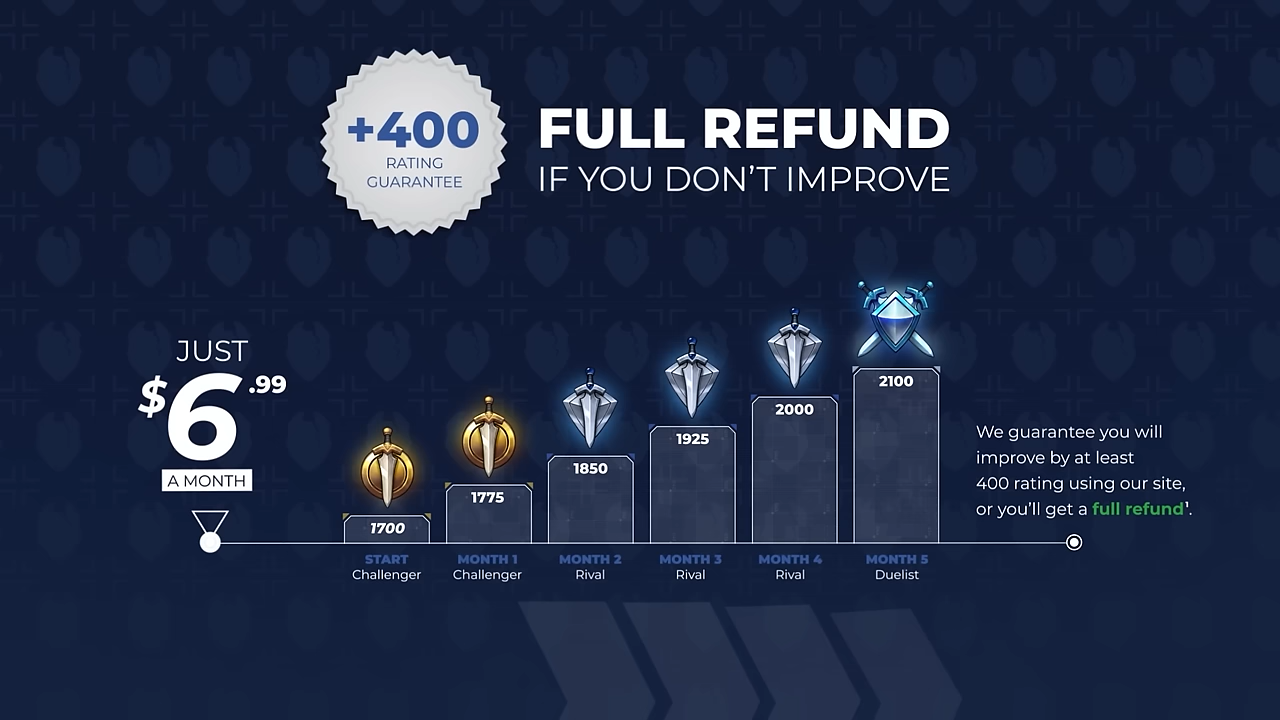 +400
RATING
GUARANTEE
FULL REFUND
IF YOU DON'T IMPROVE
JUST
$6.99
A MONTH
1700
1775
1850
1925
2000
2100
START
Challenger
MONTH 1
Challenger
MONTH 2
Rival
MONTH 3
Rival
MONTH 4
Rival
MONTH 5
Duelist
We guarantee you will
improve by at least
400 rating using our site,
or you'll get a full refund¹.